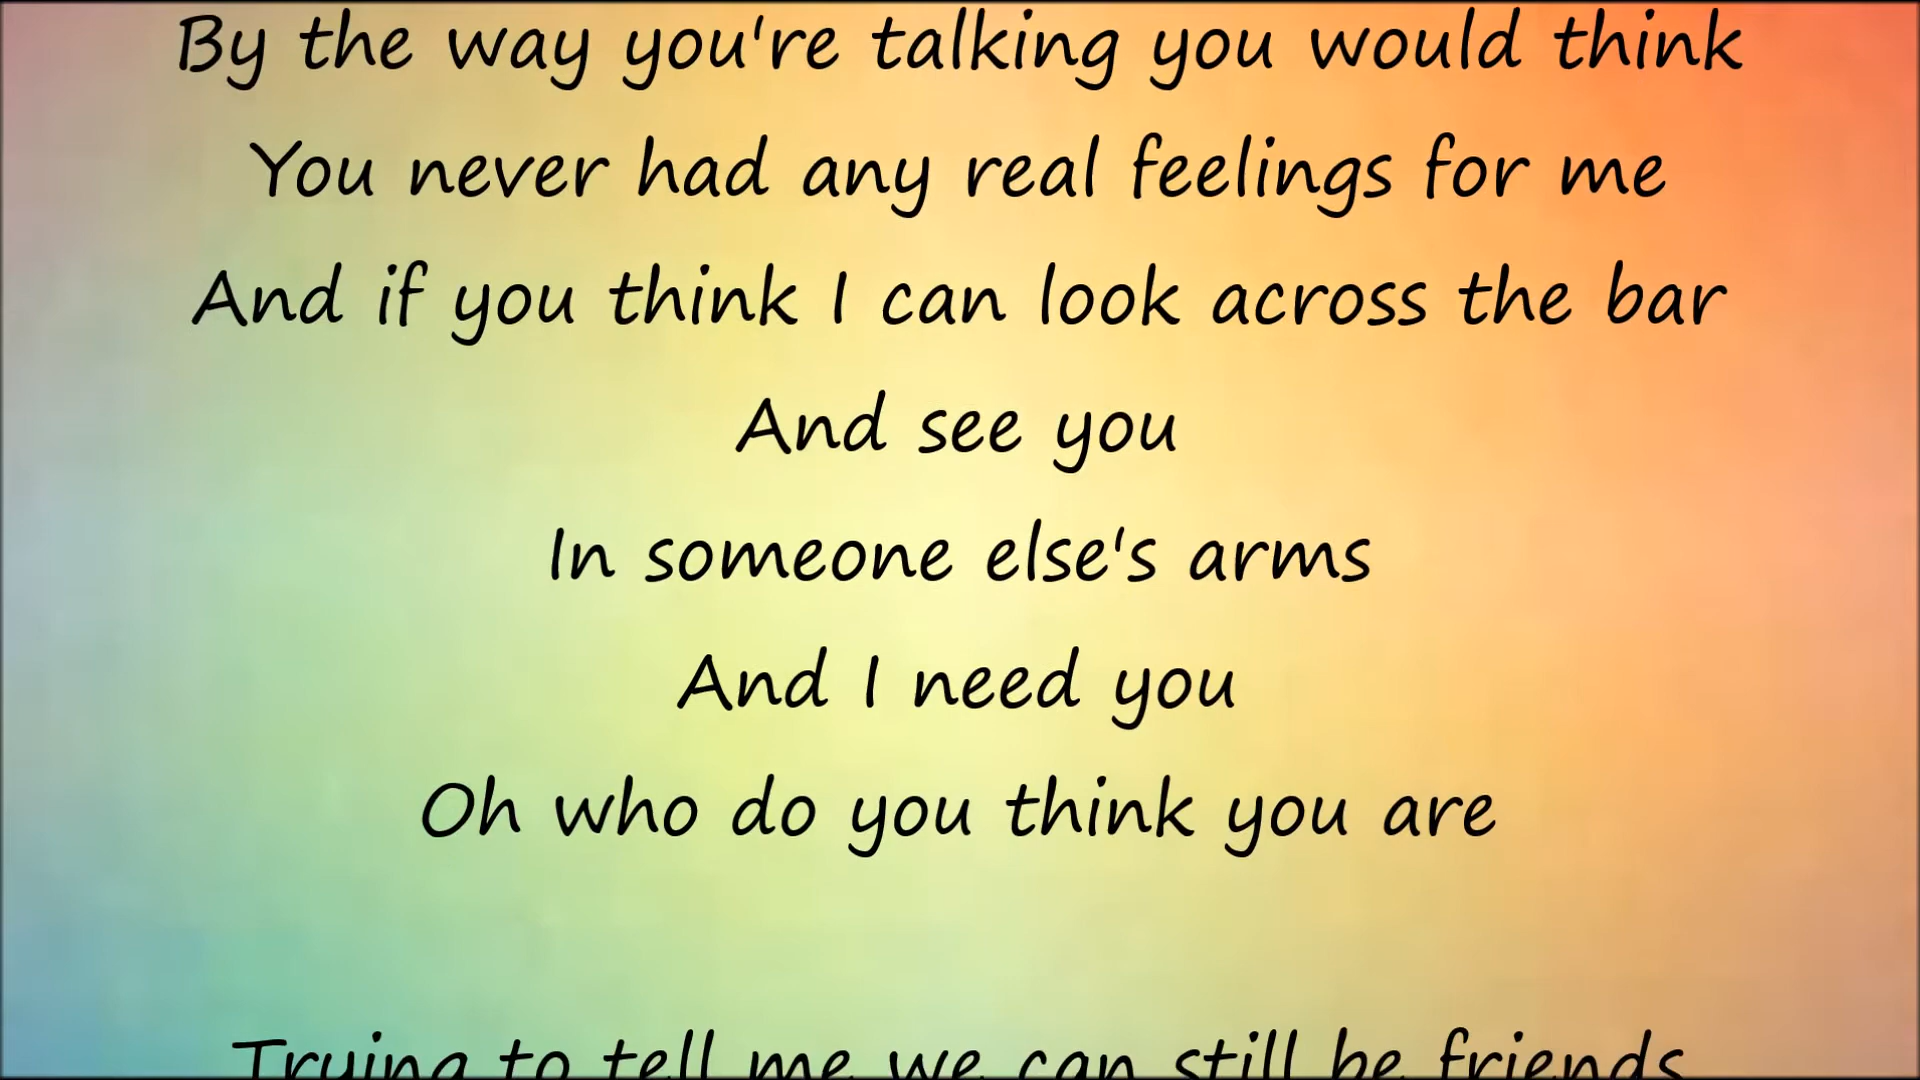 By the way you're talking you would think
You never had any real feelings for me
And if you think I can look across the bar
And see you
In someone else's arms
And I need you
Oh who do you think you are
Trying to tell me we can still be friends